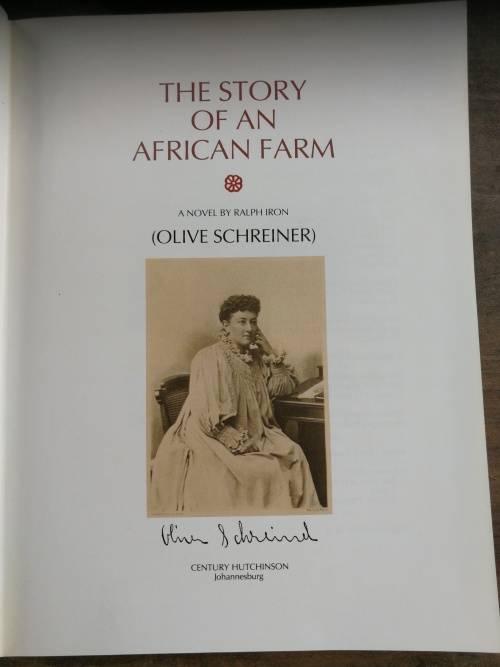 THE STORY
OF AN
AFRICAN FARM
A NOVEL BY RALPH IRON
(OLIVE SCHREINER)
Olive Schreiner
CENTURY HUTCHINSON
Johannesburg